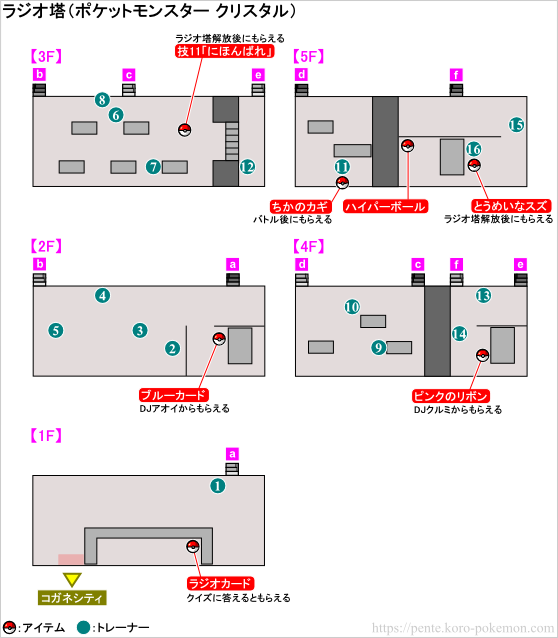 ラジオ塔（ポケットモンスター クリスタル）
【3F】
ラジオ塔解放後にもらえる
技11「にほんばれ」
b
c
e
8
6
7
12
【5F】
d
f
15
16
11
ちかのカギ
バトル後にもらえる
ハイパーボール
とうめいなスズ
ラジオ塔解放後にもらえる
【2F】
b
a
4
5
3
2
ブルーカード
DJアオイからもらえる
【4F】
d
c
f
e
10
13
14
9
ピンクのリボン
DJクルミからもらえる
【1F】
a
1
ラジオカード
クイズに答えるともらえる
コガネシティ
：アイテム
：トレーナー
https://pente.koro-pokemon.com